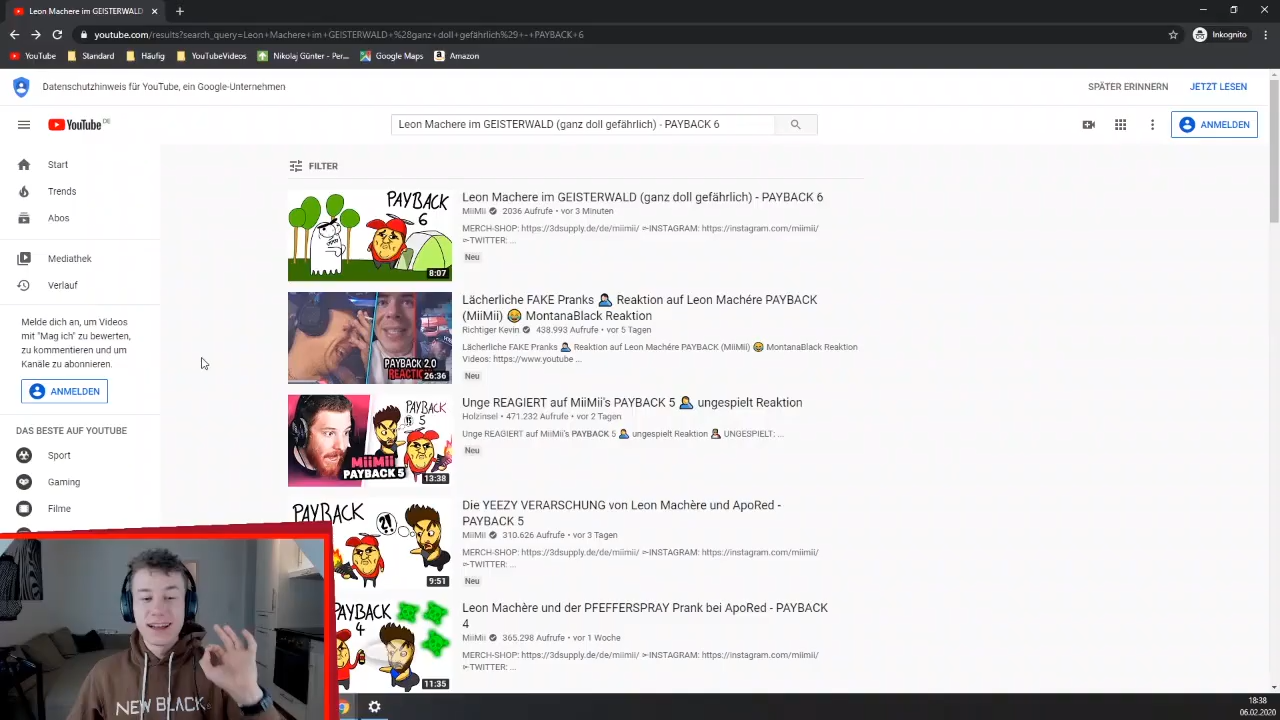 Leon Machere im GEISTERWALD
youtube.com/results?search_query=Leon+Machere+im+GEISTERWALD+%28ganz+doll+gefährlich%29+-+PAYBACK+6
Inkognito
YouTube
Standard
Häufig
YouTubeVideos
Nikolaj Günter - Per...
Google Maps
Amazon
Datenschutzhinweis für YouTube, ein Google-Unternehmen
SPÄTER ERINNERN
JETZT LESEN
YouTube DE
Leon Machere im GEISTERWALD (ganz doll gefährlich) - PAYBACK 6
ANMELDEN
Start
Trends
Abos
Mediathek
Verlauf
Melde dich an, um Videos
mit "Mag ich" zu bewerten,
zu kommentieren und um
Kanäle zu abonnieren.
ANMELDEN
DAS BESTE AUF YOUTUBE
Sport
Gaming
Filme
FILTER
PAYBACK
6
8:07
Leon Machere im GEISTERWALD (ganz doll gefährlich) - PAYBACK 6
MiiMii 2036 Aufrufe • vor 3 Minuten
MERCH-SHOP: https://3dsupply.de/de/miimii/ ➢INSTAGRAM: https://instagram.com/miimii/
➢TWITTER: ...
Neu
PAYBACK 2.0
REACTION
26:36
Lächerliche FAKE Pranks 🤦🏻‍♂️ Reaktion auf Leon Machére PAYBACK
(MiiMii) 😂 MontanaBlack Reaktion
Richtiger Kevin 438.993 Aufrufe • vor 5 Tagen
Lächerliche FAKE Pranks 🤦🏻‍♂️ Reaktion auf Leon Machére PAYBACK (MiiMii) 😂 MontanaBlack Reaktion
Videos: https://www.youtube ...
Neu
PAYBACK
5
MiiMii
PAYBACK 5
13:38
Unge REAGIERT auf MiiMii's PAYBACK 5 🤦‍♂️ ungespielt Reaktion
Holzinsel • 471.232 Aufrufe • vor 2 Tagen
Unge REAGIERT auf MiiMii's PAYBACK 5 🤦‍♂️ ungespielt Reaktion 🤦🏻‍♂️ UNGESPIELT: ...
Neu
PAYBACK
5
?!
9:51
Die YEEZY VERARSCHUNG von Leon Machère und ApoRed -
PAYBACK 5
MiiMii 310.626 Aufrufe • vor 3 Tagen
MERCH-SHOP: https://3dsupply.de/de/miimii/ ➢INSTAGRAM: https://instagram.com/miimii/
➢TWITTER: ...
Neu
PAYBACK
4
11:35
Leon Machère und der PFEFFERSPRAY Prank bei ApoRed - PAYBACK
4
MiiMii 365.298 Aufrufe • vor 1 Woche
MERCH-SHOP: https://3dsupply.de/de/miimii/ ➢INSTAGRAM: https://instagram.com/miimii/
➢TWITTER: ...
NEW BLACK.
18:38
06.02.2020